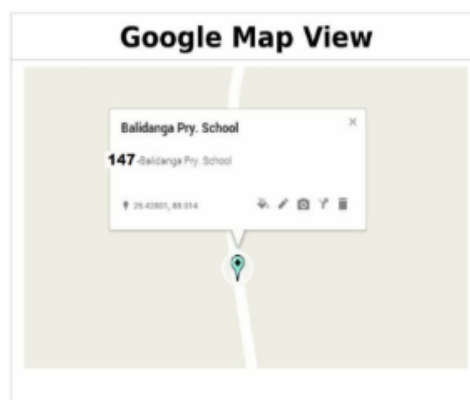 Google Map View
Balidanga Pry. School
147-Balidanga Pry. School
25.42801, 88.014